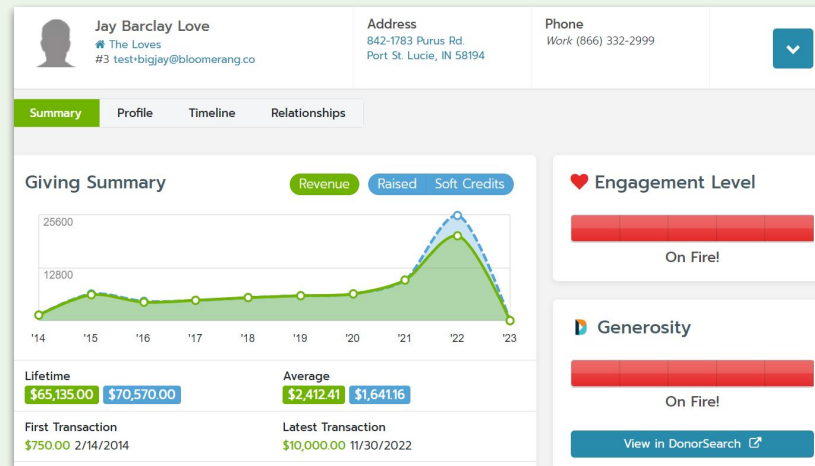 Jay Barclay Love
The Loves
#3 test+bigjay@bloomerang.co
Address
842-1783 Purus Rd.
Port St. Lucie, IN 58194
Phone
Work (866) 332-2999
Summary Profile Timeline Relationships
Giving Summary
Revenue Raised Soft Credits
25600
12800
'14 '15 '16 '17 '18 '19 '20 '21 '22 '23
Lifetime
$65,135.00 $70,570.00
Average
$2,412.41 $1,641.16
First Transaction
$750.00 2/14/2014
Latest Transaction
$10,000.00 11/30/2022
Engagement Level
On Fire!
Generosity
On Fire!
View in DonorSearch